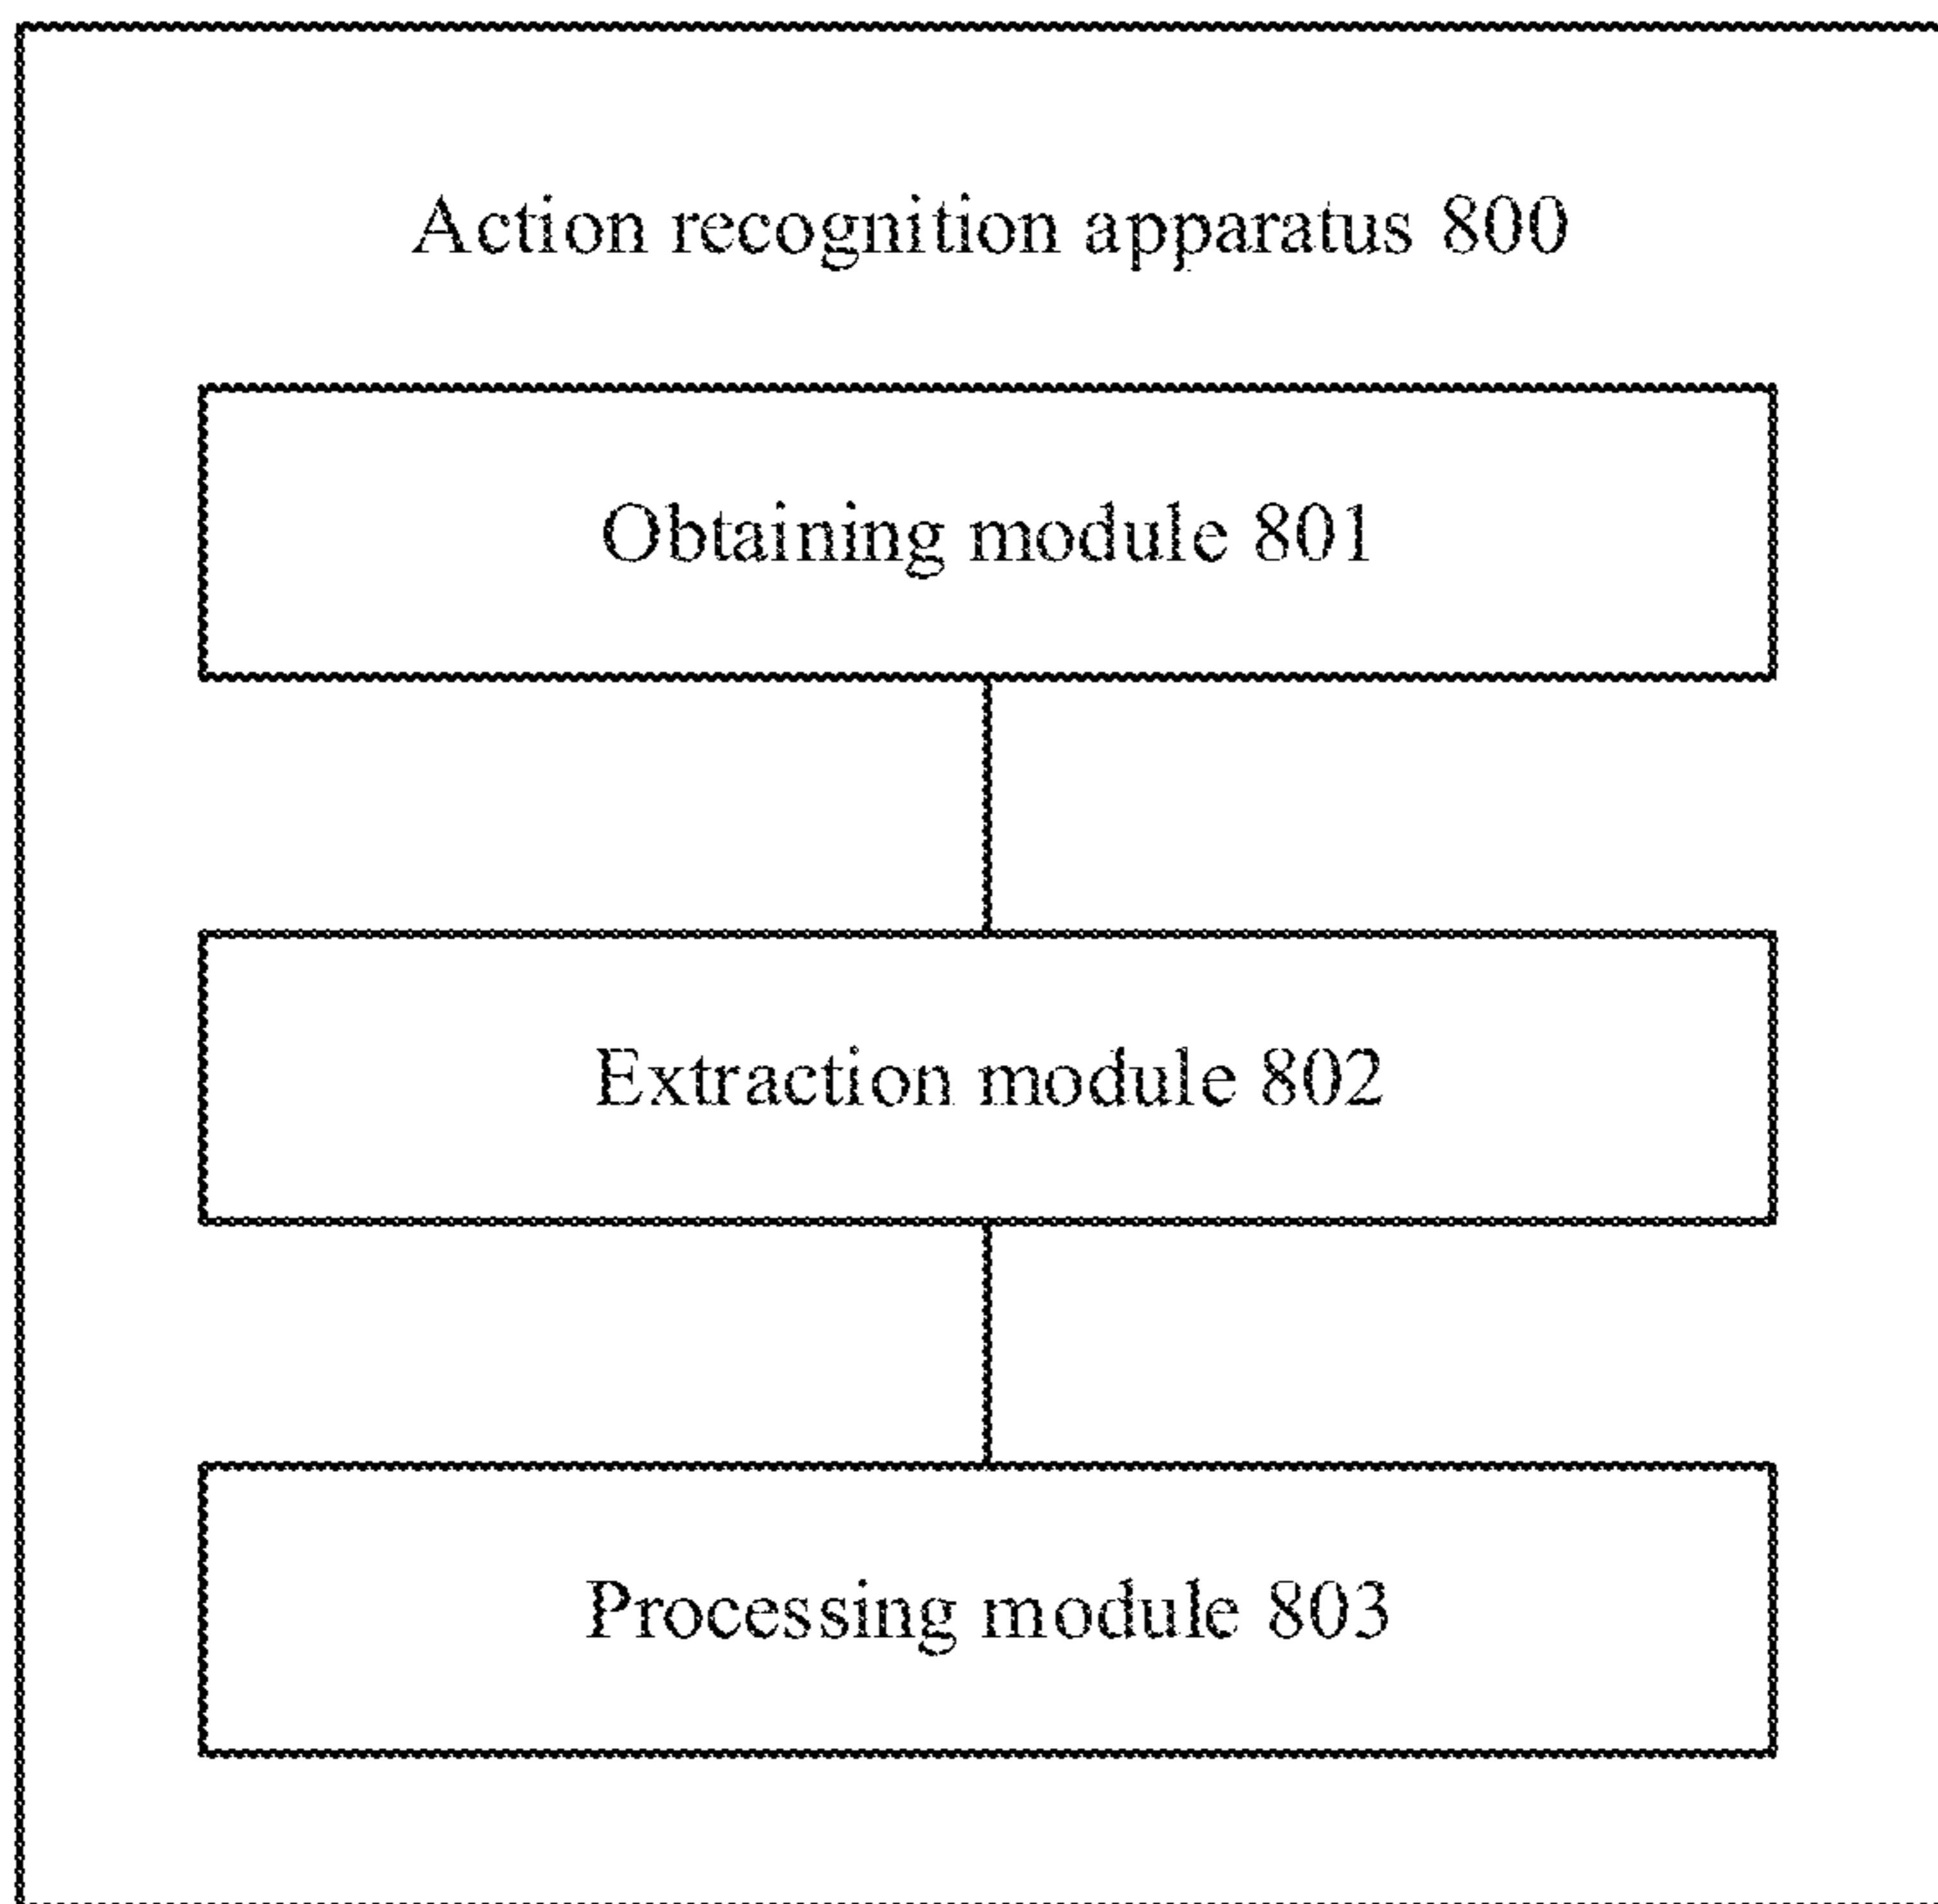 Action recognition apparatus 800
Obtaining module 801
Extraction module 802
Processing module 803